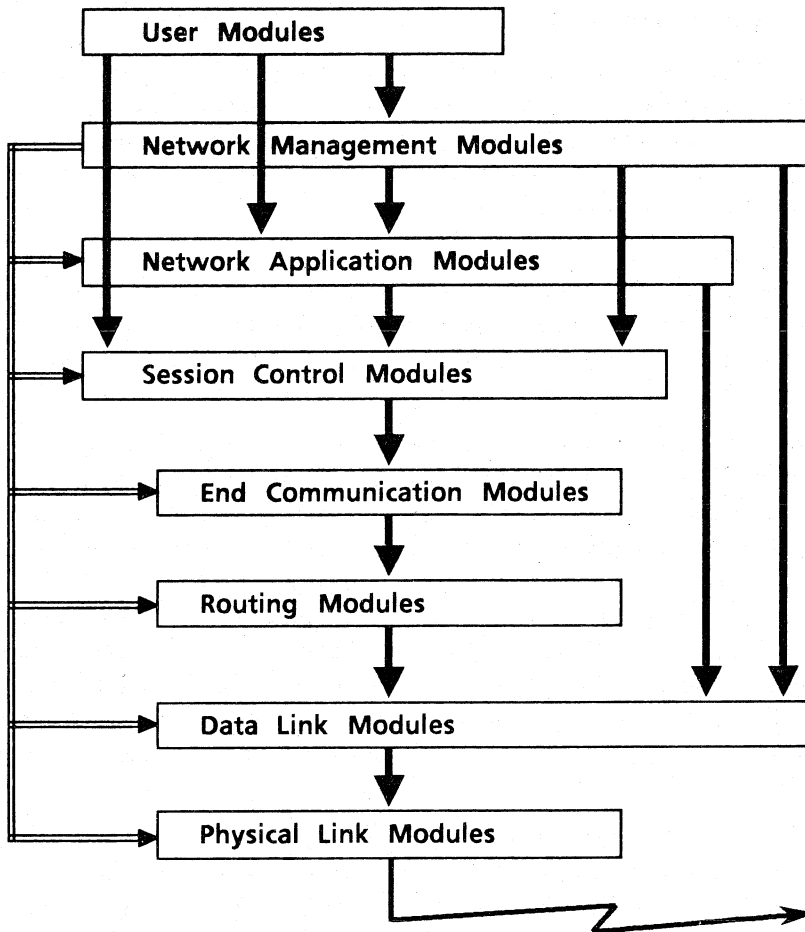 User Modules
Network Management Modules
Network Application Modules
Session Control Modules
End Communication Modules
Routing Modules
Data Link Modules
Physical Link Modules